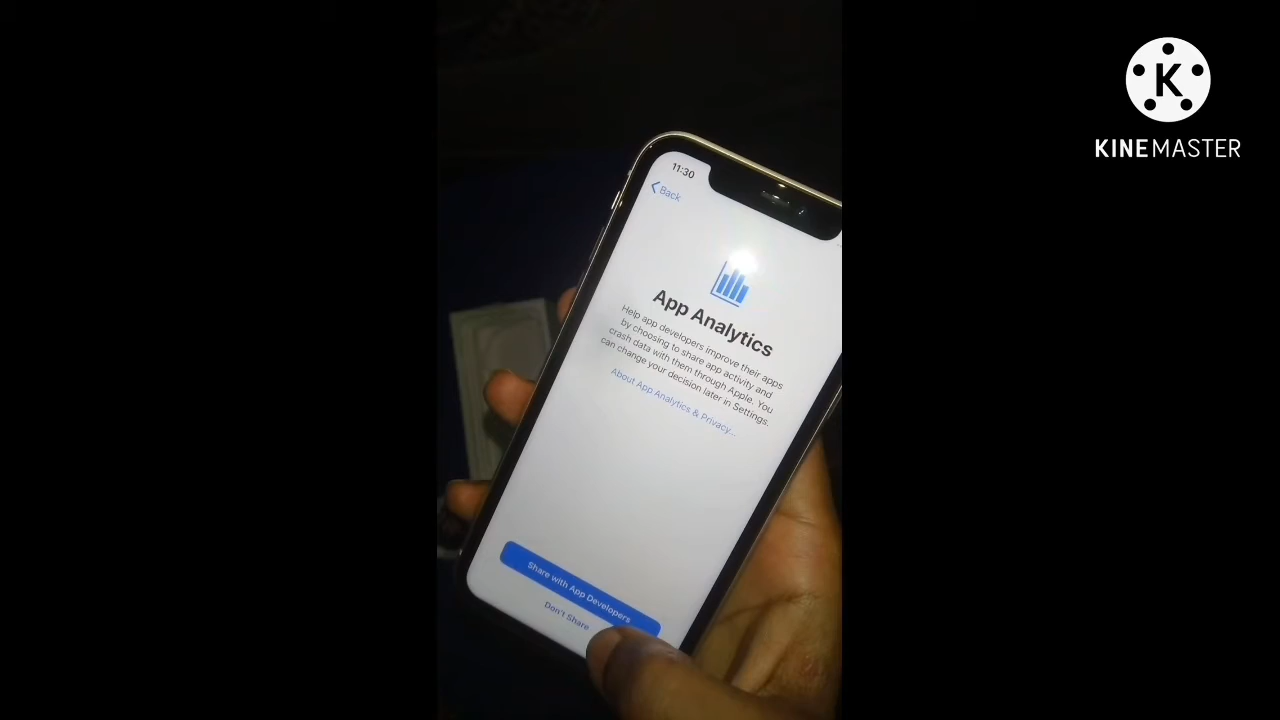 K
KINEMASTER
11:30
Back
App Analytics
Help app developers improve their apps
by choosing to share app activity and
crash data with them through Apple. You
can change your decision later in Settings.
About App Analytics & Privacy...
Share with App Developers
Don't Share